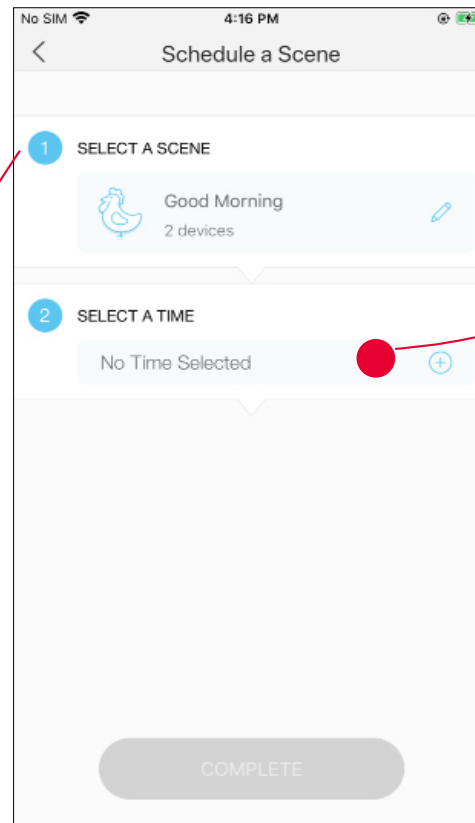 No SIM 4:16 PM
Schedule a Scene
1 SELECT A SCENE
Good Morning
2 devices
2 SELECT A TIME
No Time Selected
COMPLETE